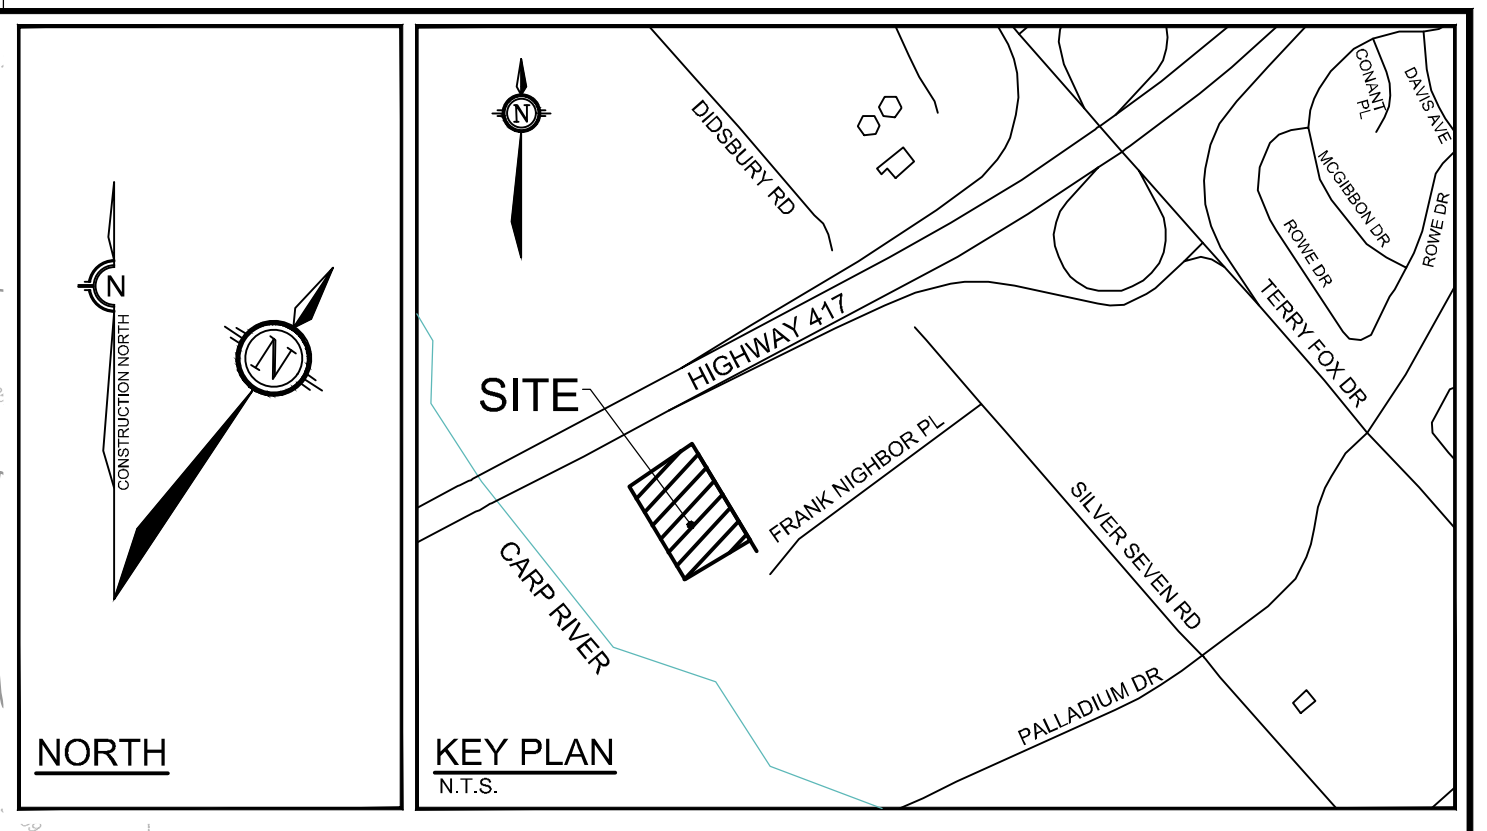 N
CONSTRUCTION NORTH
N
NORTH
N
DIDSBURY RD
CONANT
PL
DAVIS AVE
MCGIBBON DR
ROWE DR
ROWE DR
TERRY FOX DR
HIGHWAY 417
SITE
FRANK NIGHBOR PL
SILVER SEVEN RD
CARP RIVER
PALLADIUM DR
KEY PLAN
N.T.S.